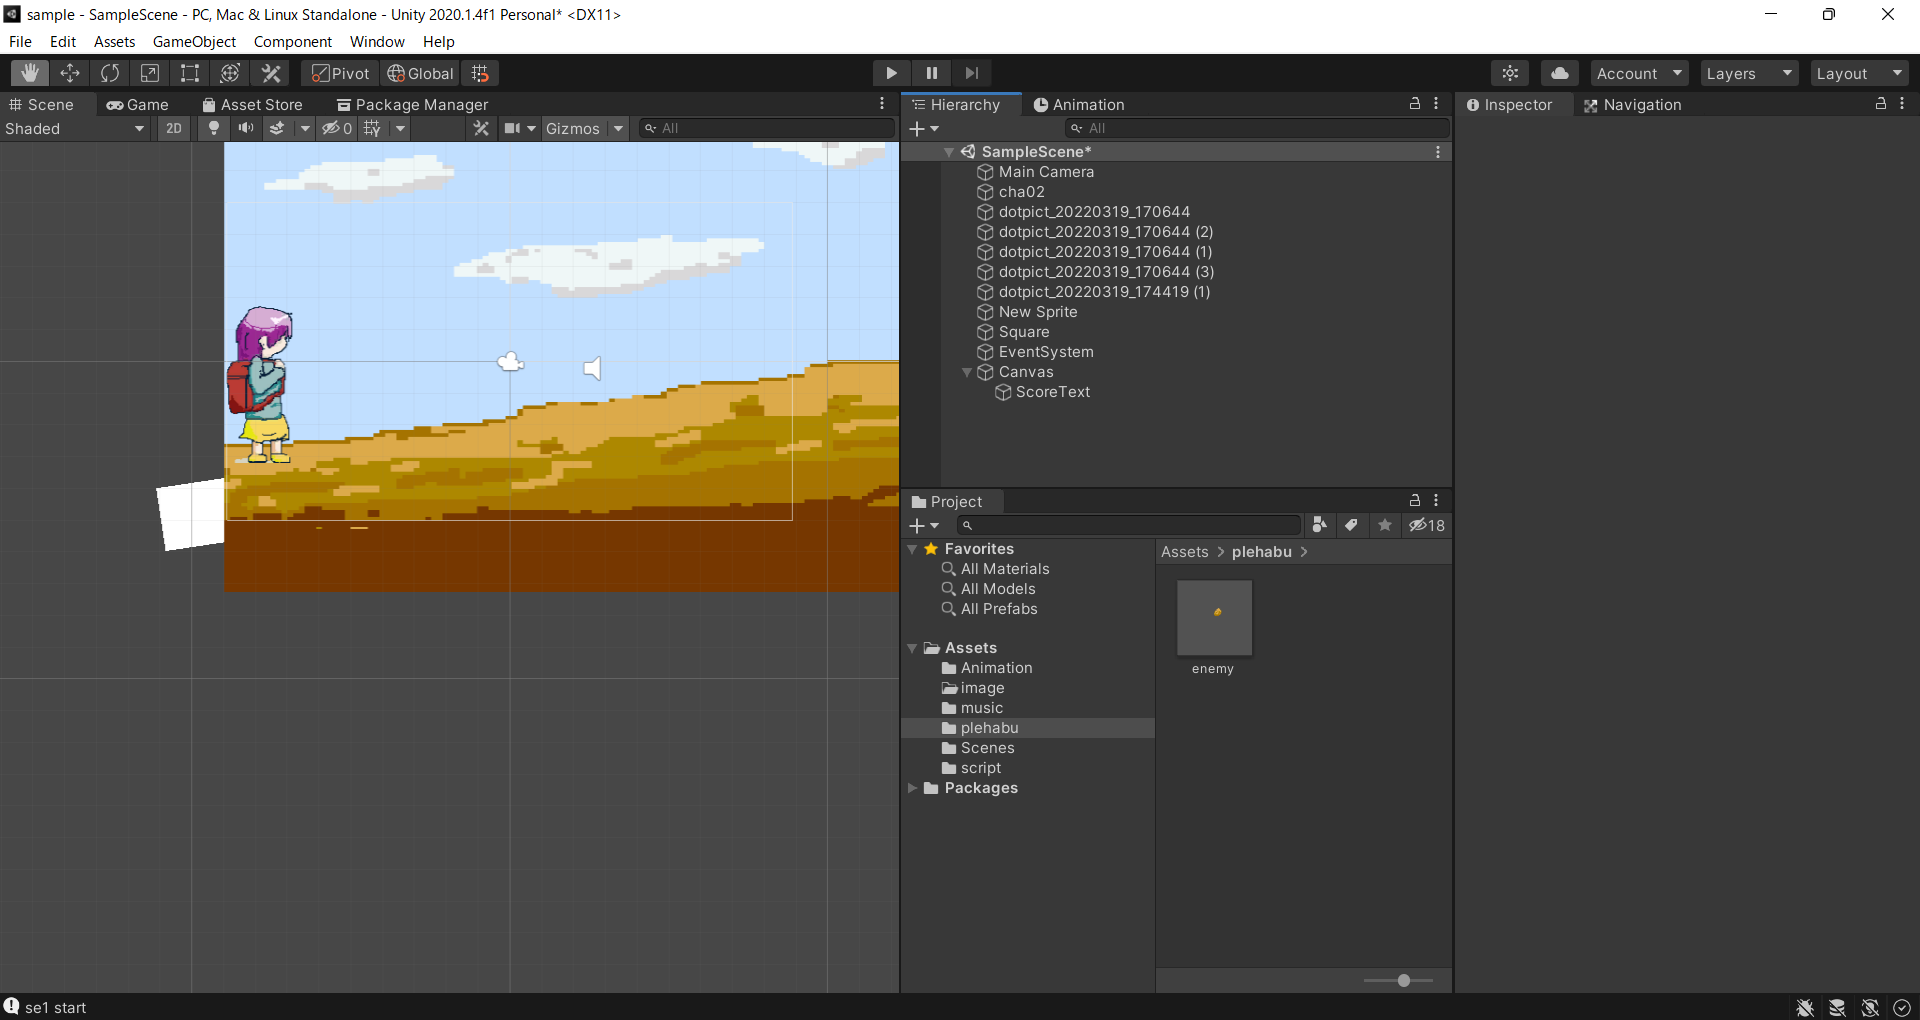 sample - SampleScene - PC, Mac & Linux Standalone - Unity 2020.1.4f1 Personal* <DX11>
File Edit Assets GameObject Component Window Help
Pivot Global Account Layers Layout
Scene Game Asset Store Package Manager
Shaded 2D 0 Gizmos All
Hierarchy Animation
All
SampleScene*
Main Camera
cha02
dotpict_20220319_170644
dotpict_20220319_170644 (2)
dotpict_20220319_170644 (1)
dotpict_20220319_170644 (3)
dotpict_20220319_174419 (1)
New Sprite
Square
EventSystem
Canvas
ScoreText
Project
18
Favorites
All Materials
All Models
All Prefabs
Assets
Animation
image
music
plehabu
Scenes
script
Packages
Assets > plehabu >
enemy
Inspector Navigation
se1 start